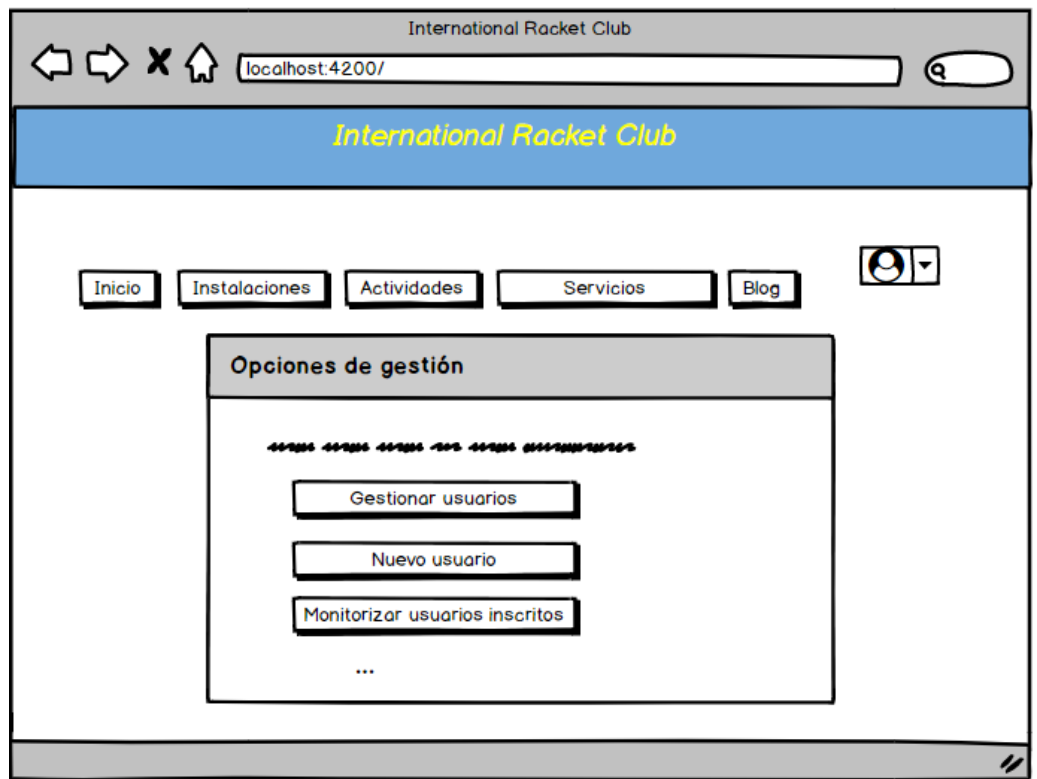 International Racket Club
localhost:4200/
International Racket Club
Inicio
Instalaciones
Actividades
Servicios
Blog
Opciones de gestión
Gestionar usuarios
Nuevo usuario
Monitorizar usuarios inscritos
...